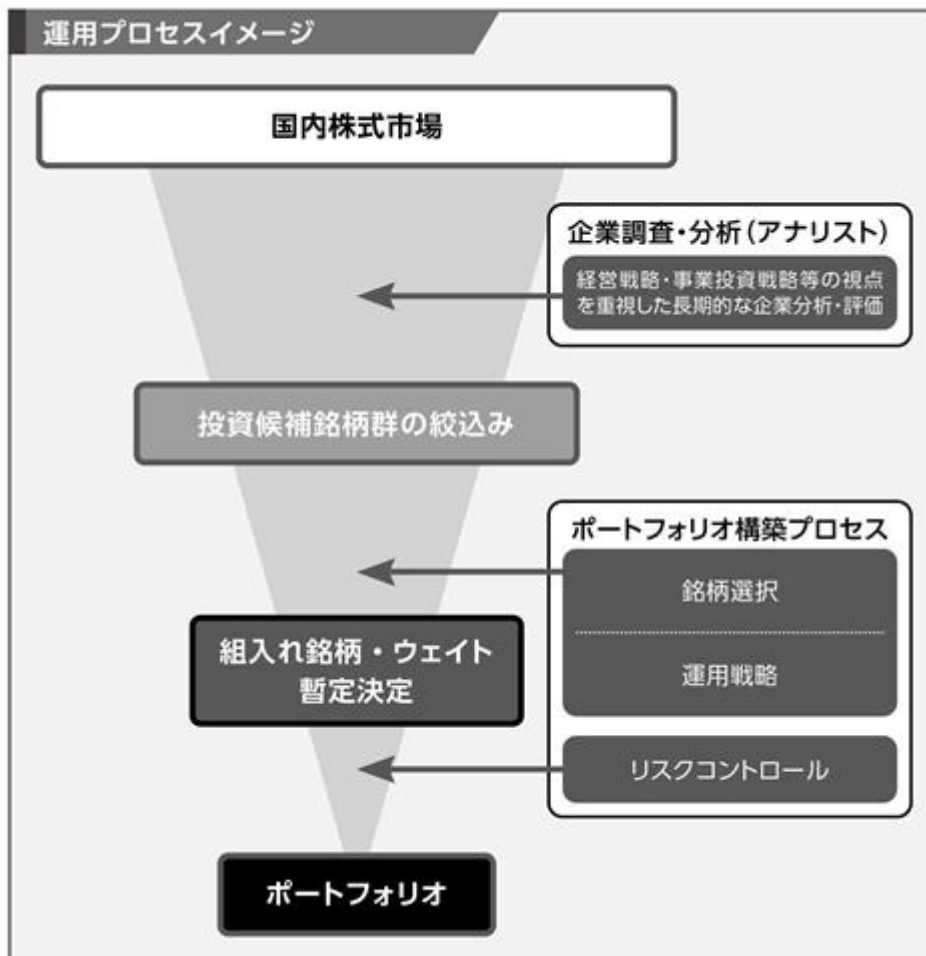 運用プロセスイメージ
国内株式市場
企業調査・分析(アナリスト)
経営戦略・事業投資戦略等の視点
を重視した長期的な企業分析・評価
投資候補銘柄群の絞込み
ポートフォリオ構築プロセス
銘柄選択
運用戦略
組入れ銘柄・ウェイト
暫定決定
リスクコントロール
ポートフォリオ